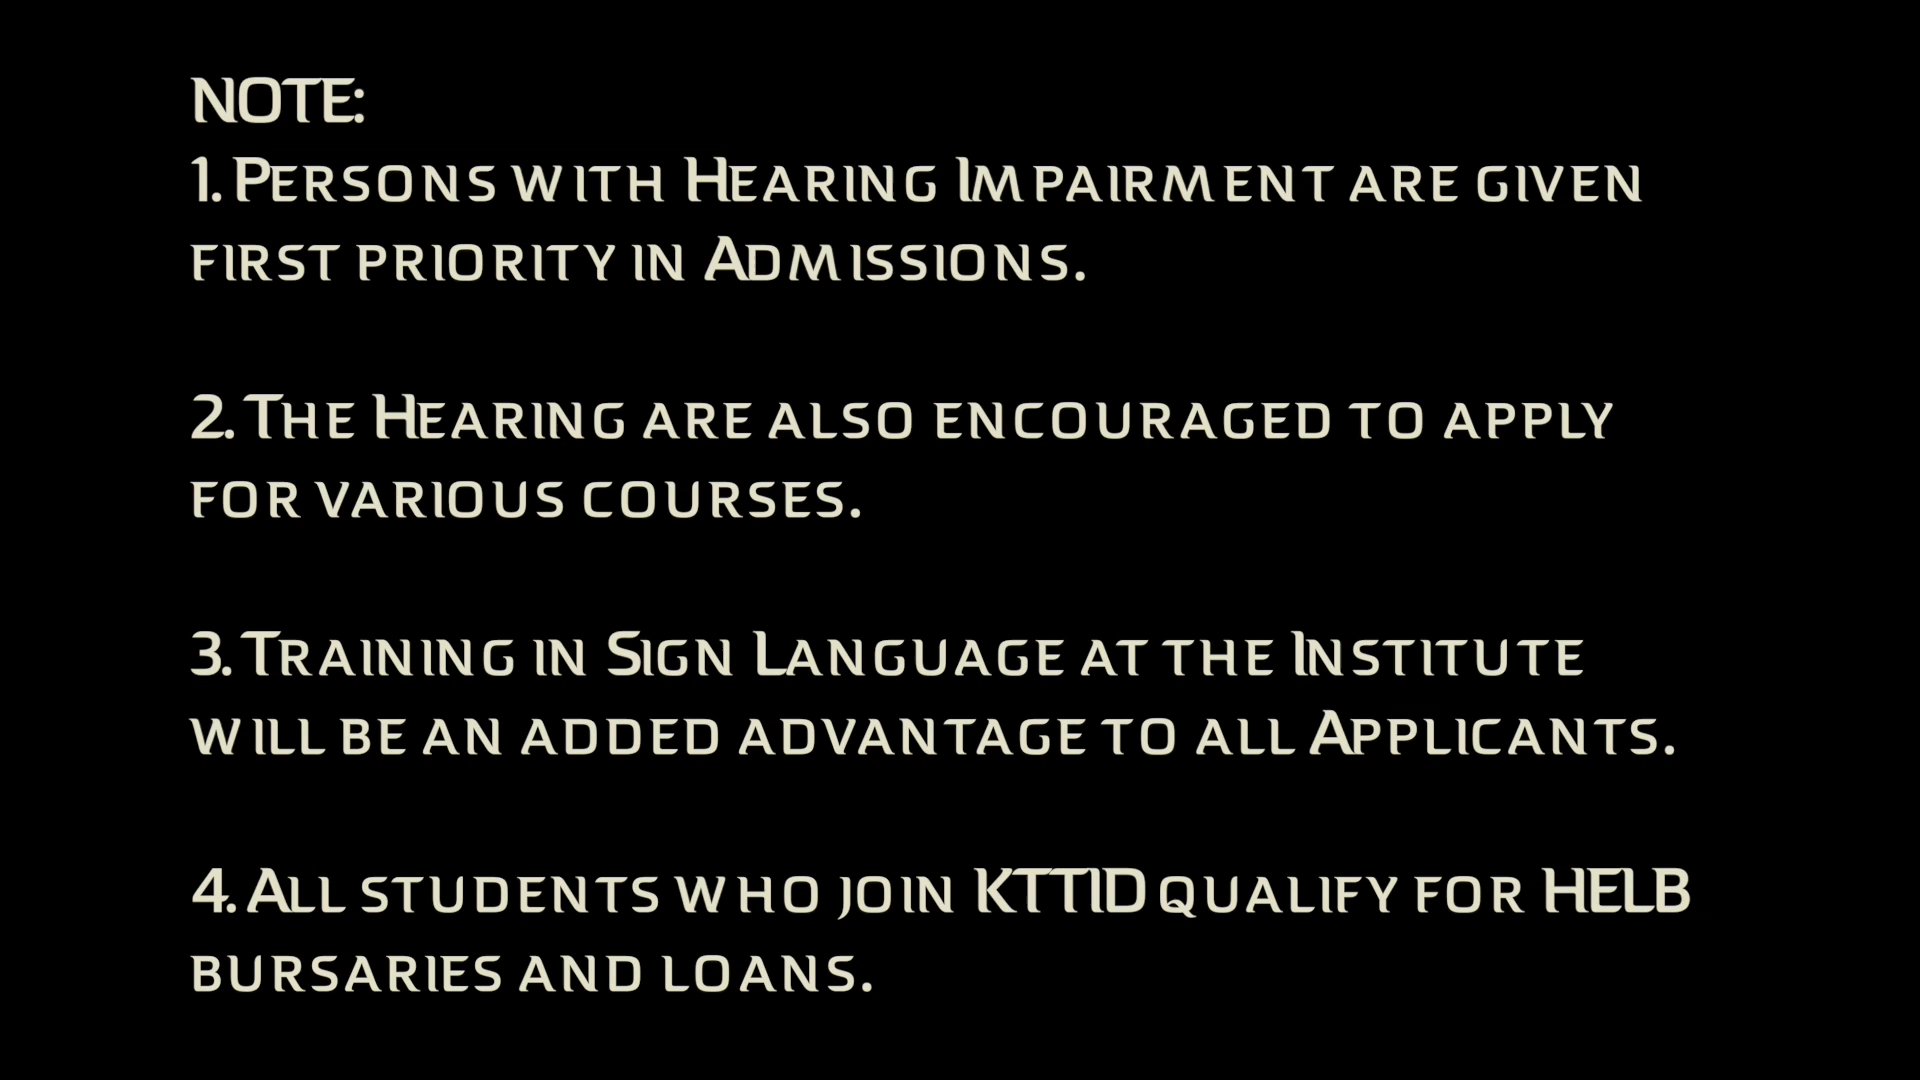 NOTE:
1. Persons with Hearing Impairment are given
first priority in Admissions.
2. The Hearing are also encouraged to apply
for various courses.
3. Training in Sign Language at the Institute
will be an added advantage to all Applicants.
4. All students who join KTTID qualify for HELB
bursaries and loans.